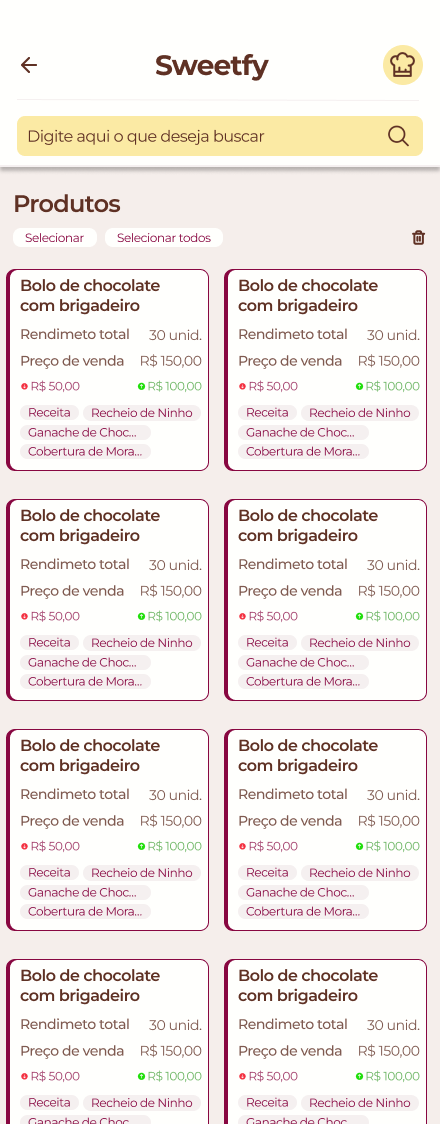 Sweetfy
Digite aqui o que deseja buscar
Produtos
Selecionar
Selecionar todos
Bolo de chocolate
com brigadeiro
Rendimeto total 30 unid.
Preço de venda R$ 150,00
R$ 50,00 R$ 100,00
Receita Recheio de Ninho
Ganache de Choc...
Cobertura de Mora...
Bolo de chocolate
com brigadeiro
Rendimeto total 30 unid.
Preço de venda R$ 150,00
R$ 50,00 R$ 100,00
Receita Recheio de Ninho
Ganache de Choc...
Cobertura de Mora...
Bolo de chocolate
com brigadeiro
Rendimeto total 30 unid.
Preço de venda R$ 150,00
R$ 50,00 R$ 100,00
Receita Recheio de Ninho
Ganache de Choc...
Cobertura de Mora...
Bolo de chocolate
com brigadeiro
Rendimeto total 30 unid.
Preço de venda R$ 150,00
R$ 50,00 R$ 100,00
Receita Recheio de Ninho
Ganache de Choc...
Cobertura de Mora...
Bolo de chocolate
com brigadeiro
Rendimeto total 30 unid.
Preço de venda R$ 150,00
R$ 50,00 R$ 100,00
Receita Recheio de Ninho
Ganache de Choc...
Cobertura de Mora...
Bolo de chocolate
com brigadeiro
Rendimeto total 30 unid.
Preço de venda R$ 150,00
R$ 50,00 R$ 100,00
Receita Recheio de Ninho
Ganache de Choc...
Cobertura de Mora...
Bolo de chocolate
com brigadeiro
Rendimeto total 30 unid.
Preço de venda R$ 150,00
R$ 50,00 R$ 100,00
Receita Recheio de Ninho
Ganache de Choc...
Bolo de chocolate
com brigadeiro
Rendimeto total 30 unid.
Preço de venda R$ 150,00
R$ 50,00 R$ 100,00
Receita Recheio de Ninho
Ganache de Choc...